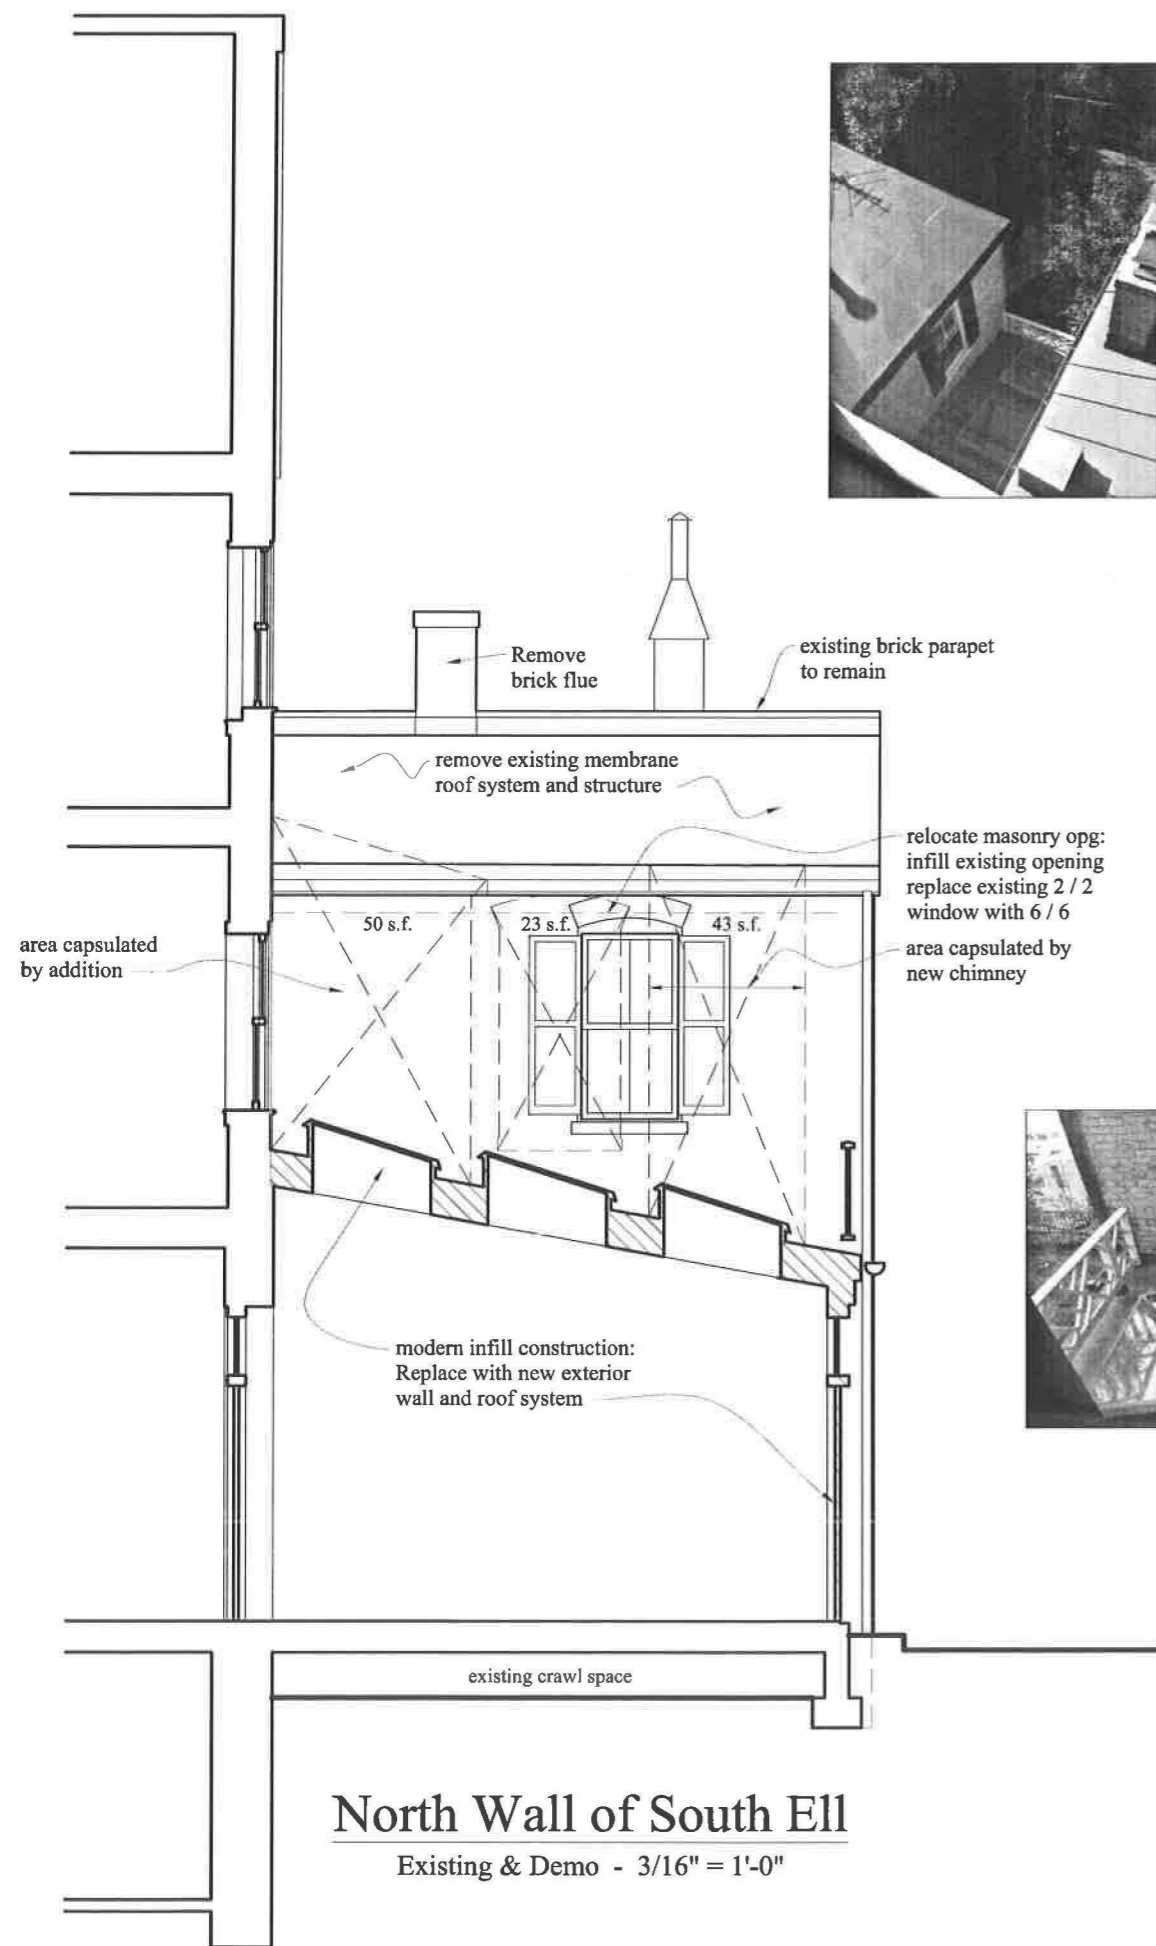 Remove
brick flue
existing brick parapet
to remain
remove existing membrane
roof system and structure
relocate masonry opg:
infill existing opening
replace existing 2 / 2
window with 6 / 6
50 s.f.
23 s.f.
43 s.f.
area capsulated
by addition
area capsulated by
new chimney
modern infill construction:
Replace with new exterior
wall and roof system
existing crawl space
North Wall of South Ell
Existing & Demo - 3/16" = 1'-0"